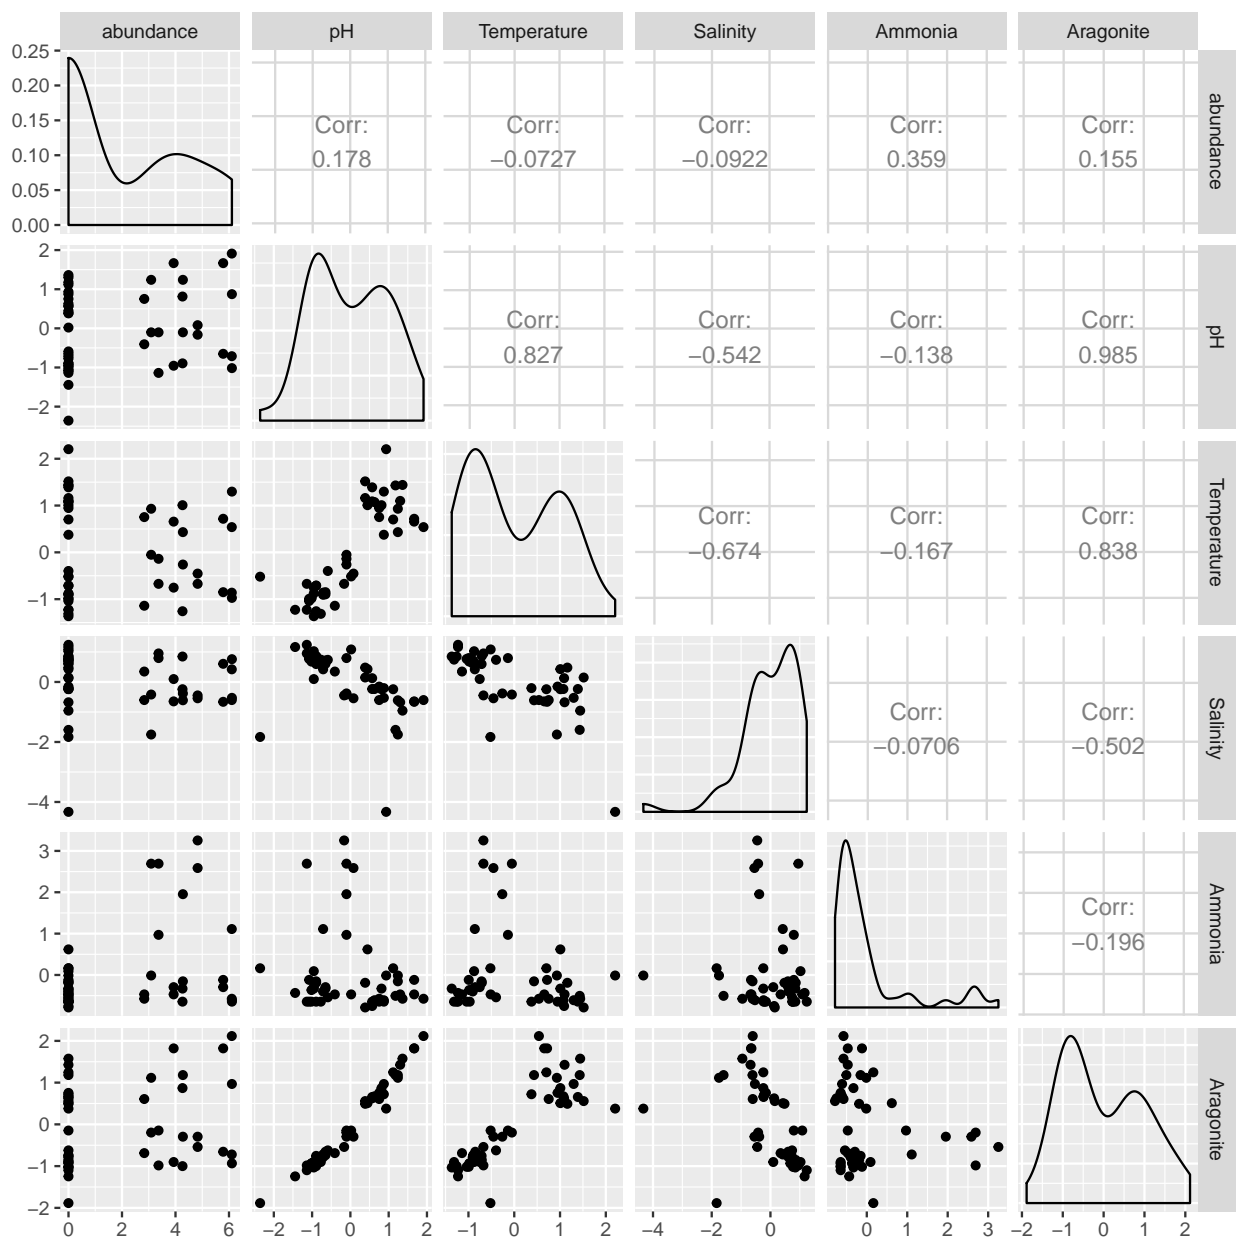 abundance pH Temperature Salinity Ammonia Aragonite
0.25
0.20
0.15
0.10
0.05
0.00
Corr:
0.178
Corr:
−0.0727
Corr:
−0.0922
Corr:
0.359
Corr:
0.155
abundance
2
1
0
−1
−2
Corr:
0.827
Corr:
−0.542
Corr:
−0.138
Corr:
0.985
pH
2
1
0
−1
Corr:
−0.674
Corr:
−0.167
Corr:
0.838
Temperature
0
−2
−4
Corr:
−0.0706
Corr:
−0.502
Salinity
3
2
1
0
Corr:
−0.196
Ammonia
2
1
0
−1
−2
Aragonite
0 2 4 6 −2 −1 0 1 2 −1 0 1 2 −4 −2 0 0 1 2 3 −2 −1 0 1 2